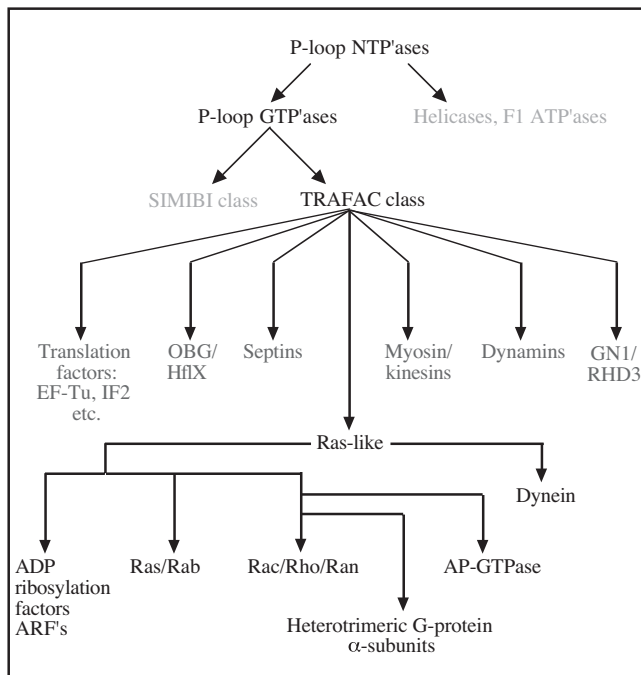 P-loop NTP'ases
P-loop GTP'ases
Helicases, F1 ATP'ases
SIMIBI class
TRAFAC class
Translation
factors:
EF-Tu, IF2
etc.
OBG/
HflX
Septins
Myosin/
kinesins
Dynamins
GN1/
RHD3
Ras-like
Dynein
ADP
ribosylation
factors
ARF's
Ras/Rab
Rac/Rho/Ran
AP-GTPase
Heterotrimeric G-protein
α-subunits